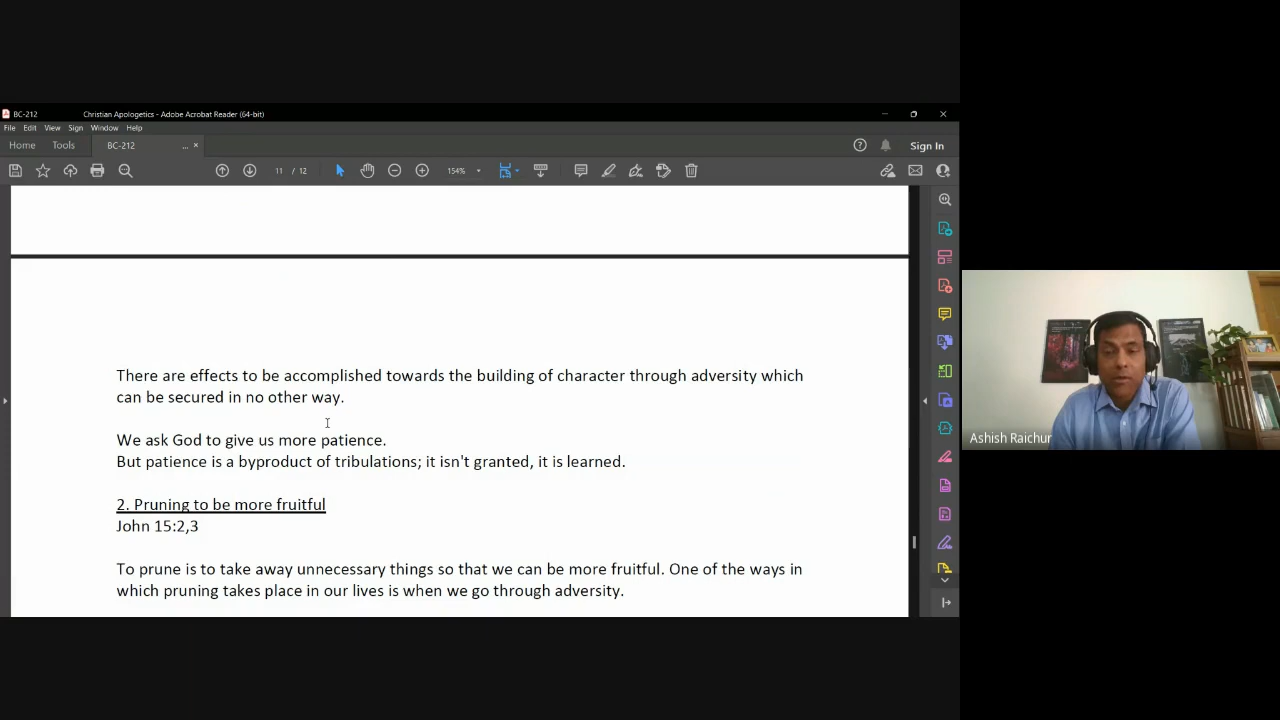 BC-212 Christian Apologetics - Adobe Acrobat Reader (64-bit)
File Edit View Sign Window Help
Home Tools BC-212 ... × Sign In
11 / 12 154%
There are effects to be accomplished towards the building of character through adversity which
can be secured in no other way.
We ask God to give us more patience.
But patience is a byproduct of tribulations; it isn't granted, it is learned.
2. Pruning to be more fruitful
John 15:2,3
To prune is to take away unnecessary things so that we can be more fruitful. One of the ways in
which pruning takes place in our lives is when we go through adversity.
Ashish Raichur